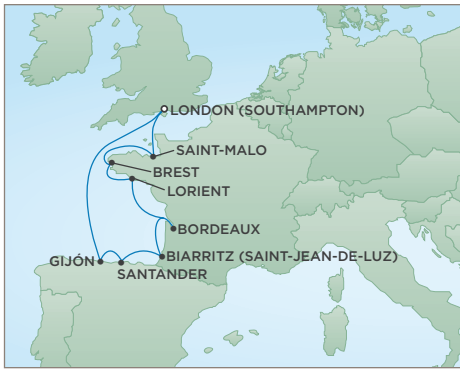 LONDON (SOUTHAMPTON)
SAINT-MALO
BREST
LORIENT
BORDEAUX
BIARRITZ (SAINT-JEAN-DE-LUZ)
GIJÓN
SANTANDER